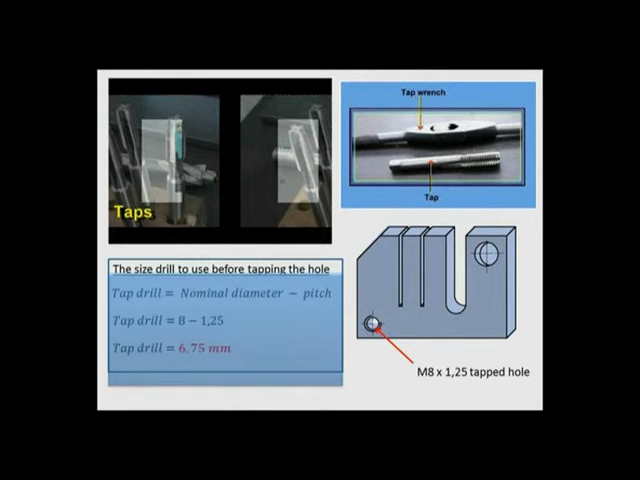 Taps
Tap wrench
Tap
The size drill to use before tapping the hole
Tap drill = Nominal diameter − pitch
Tap drill = 8 − 1,25
Tap drill = 6,75 mm
M8 x 1,25 tapped hole